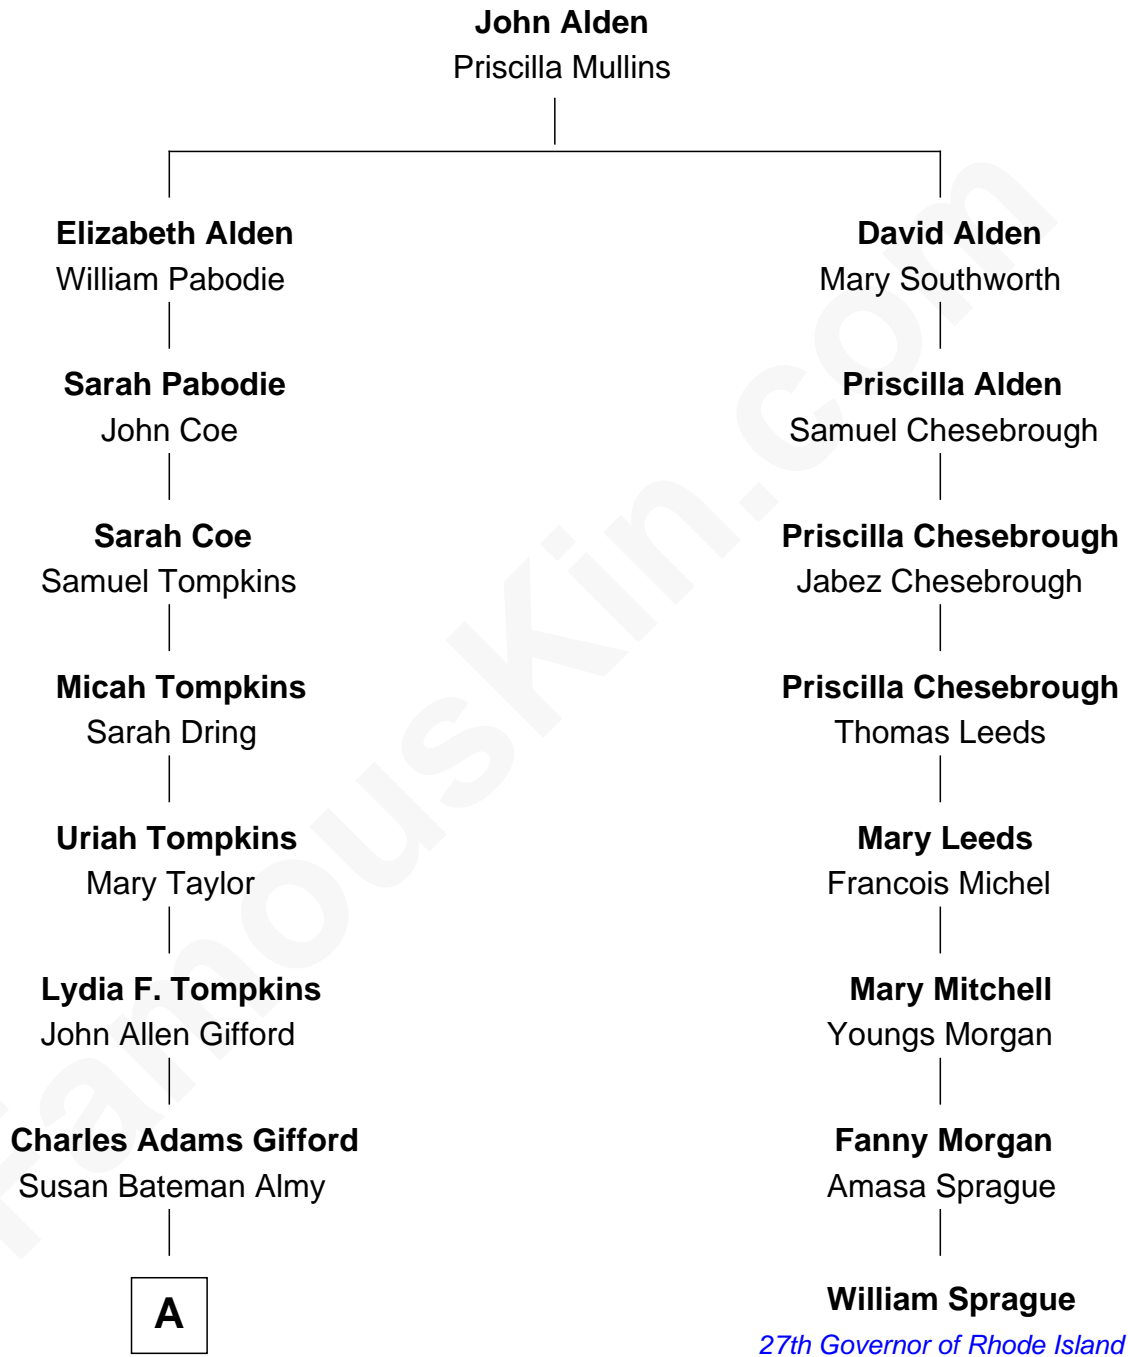 John Alden
Priscilla Mullins
Elizabeth Alden
William Pabodie
David Alden
Mary Southworth
Sarah Pabodie
John Coe
Priscilla Alden
Samuel Chesebrough
Sarah Coe
Samuel Tompkins
Priscilla Chesebrough
Jabez Chesebrough
Micah Tompkins
Sarah Dring
Priscilla Chesebrough
Thomas Leeds
Uriah Tompkins
Mary Taylor
Mary Leeds
Francois Michel
Lydia F. Tompkins
John Allen Gifford
Mary Mitchell
Youngs Morgan
Charles Adams Gifford
Susan Bateman Almy
Fanny Morgan
Amasa Sprague
A
William Sprague
27th Governor of Rhode Island
FamousKin.com